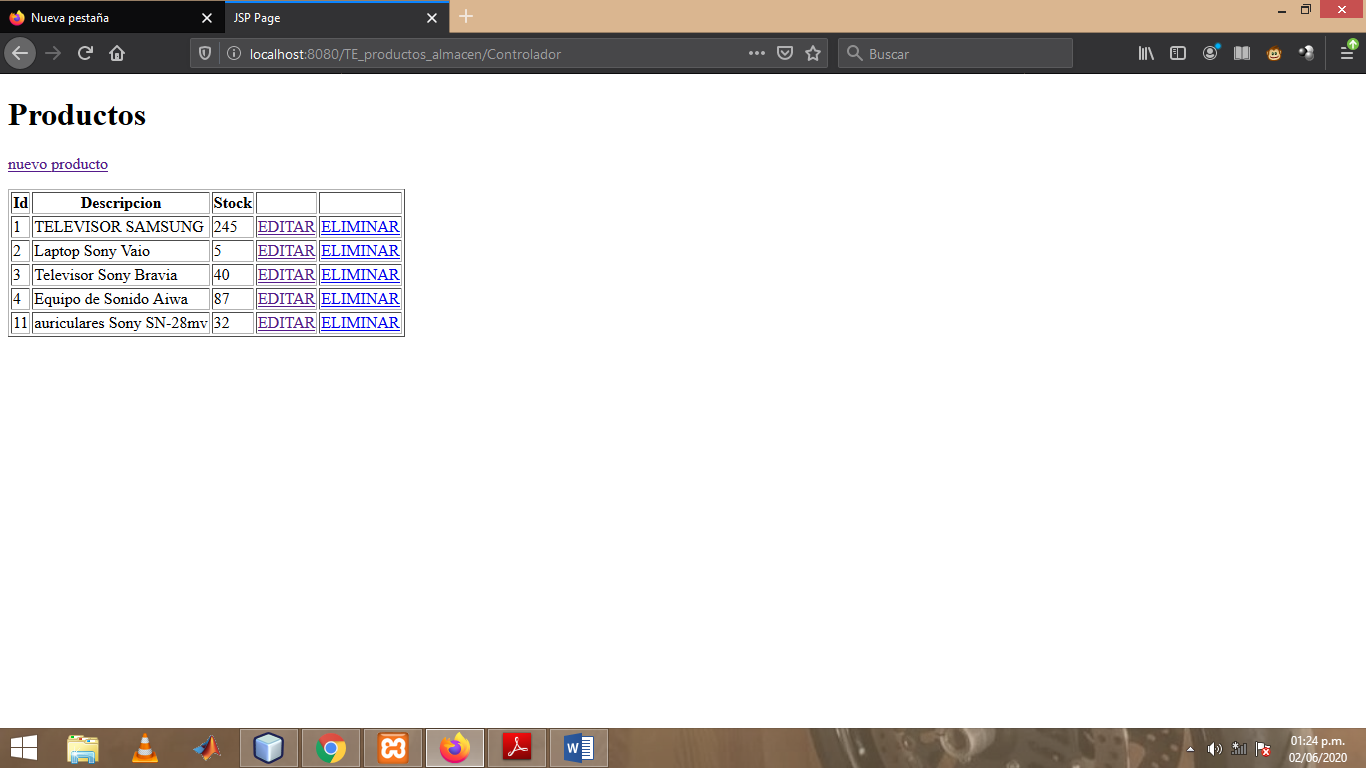 Nueva pestaña
JSP Page
localhost:8080/TE_productos_almacen/Controlador
Buscar
Productos
nuevo producto
Id Descripcion Stock
1 TELEVISOR SAMSUNG 245 EDITAR ELIMINAR
2 Laptop Sony Vaio 5 EDITAR ELIMINAR
3 Televisor Sony Bravia 40 EDITAR ELIMINAR
4 Equipo de Sonido Aiwa 87 EDITAR ELIMINAR
11 auriculares Sony SN-28mv 32 EDITAR ELIMINAR
01:24 p.m.
02/06/2020